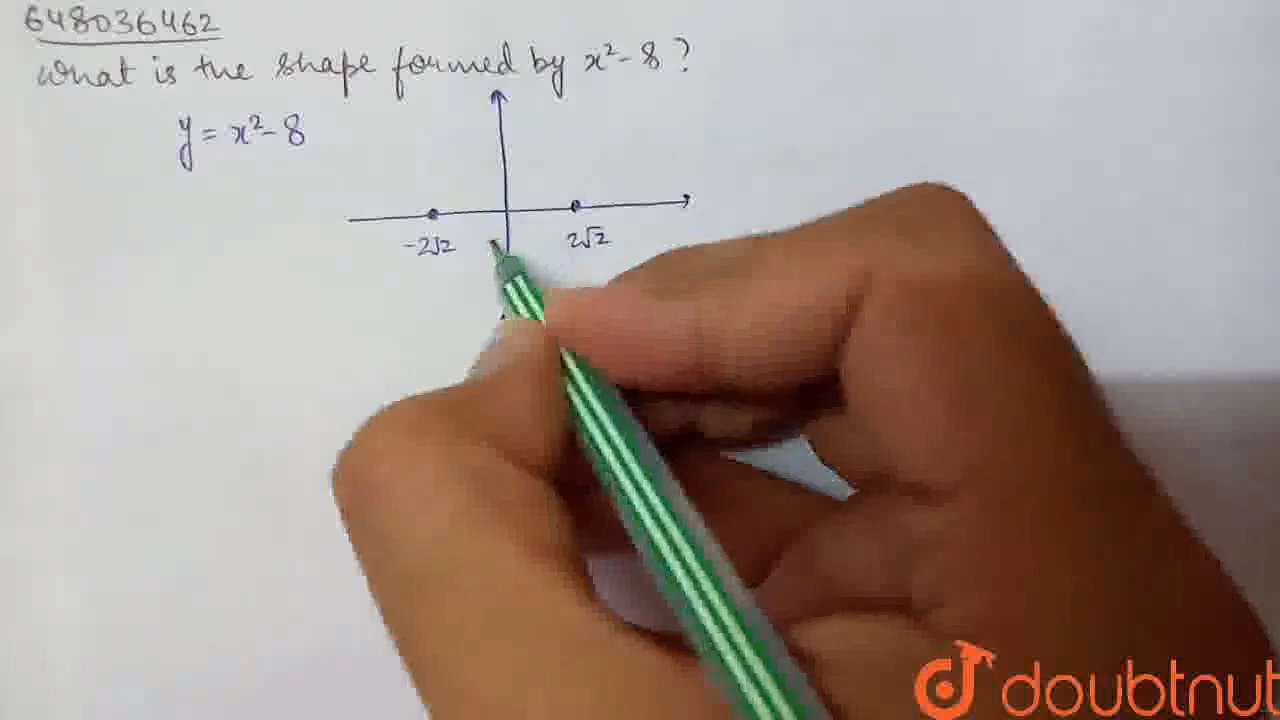 648036462
What is the shape formed by x² - 8 ?
y = x² - 8
-2√2
2√2
doubtnut